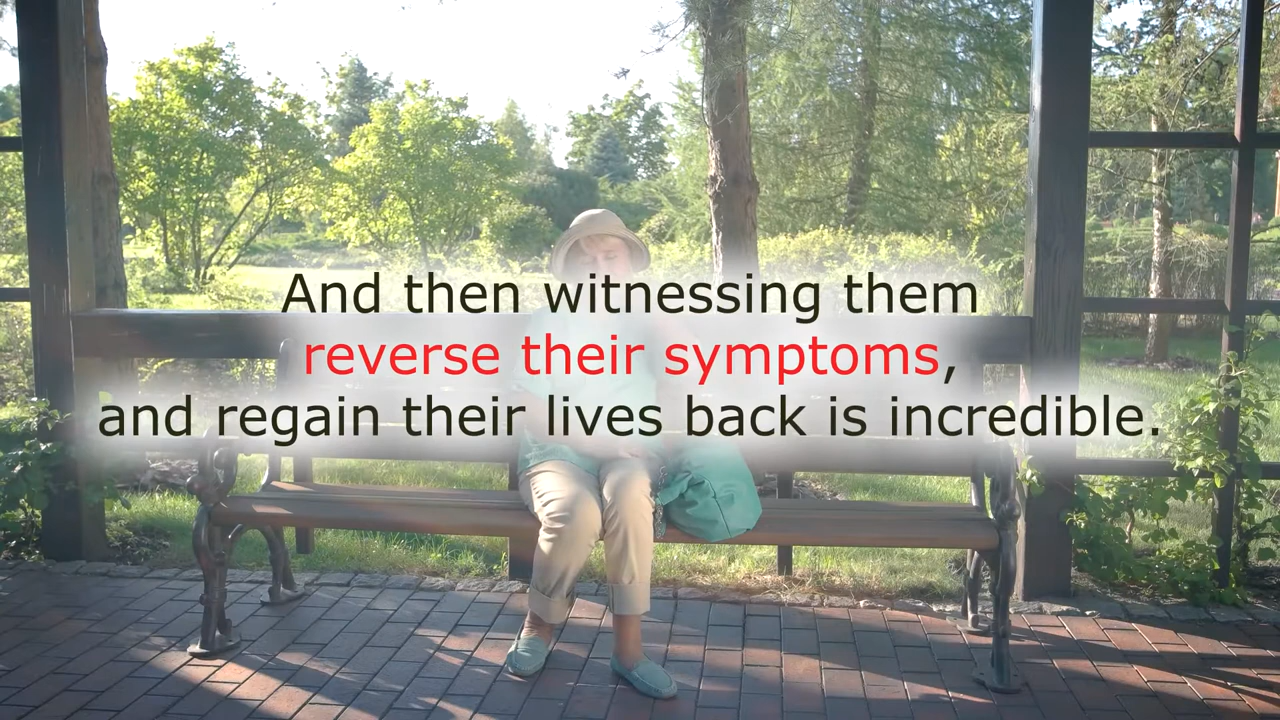 And then witnessing them
reverse their symptoms,
and regain their lives back is incredible.